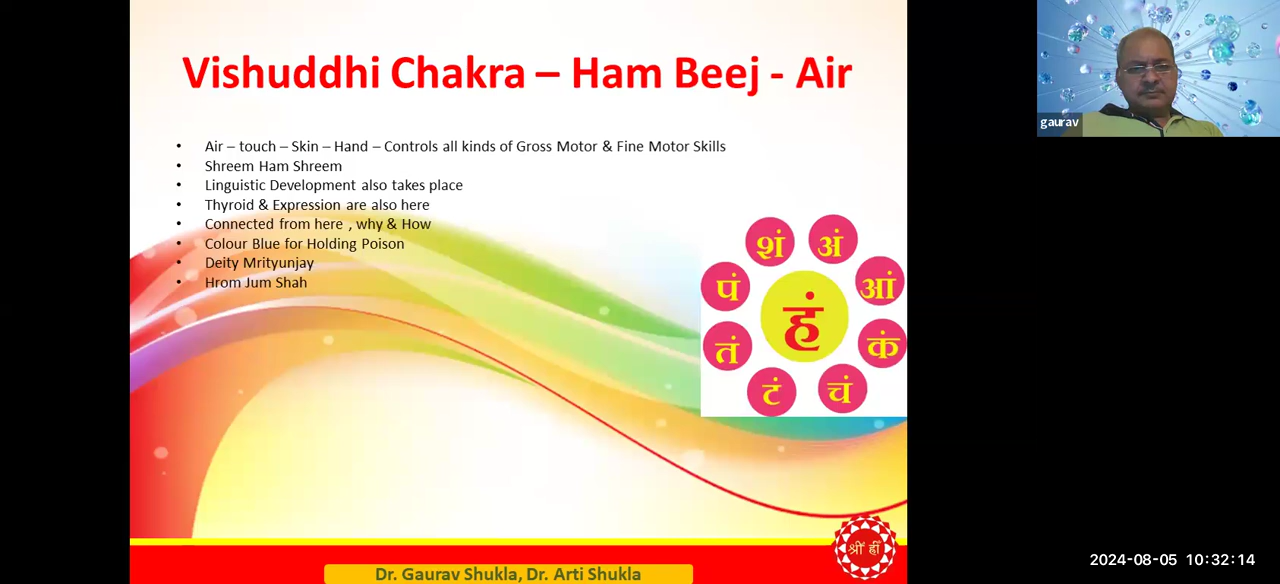 Vishuddhi Chakra – Ham Beej - Air
gaurav
• Air – touch – Skin – Hand – Controls all kinds of Gross Motor & Fine Motor Skills
• Shreem Ham Shreem
• Linguistic Development also takes place
• Thyroid & Expression are also here
• Connected from here , why & How
• Colour Blue for Holding Poison
• Deity Mrityunjay
• Hrom Jum Shah
शं
अं
पं
आं
हं
तं
कं
टं
चं
श्रीं ह्रीं
2024-08-05 10:32:14
Dr. Gaurav Shukla, Dr. Arti Shukla